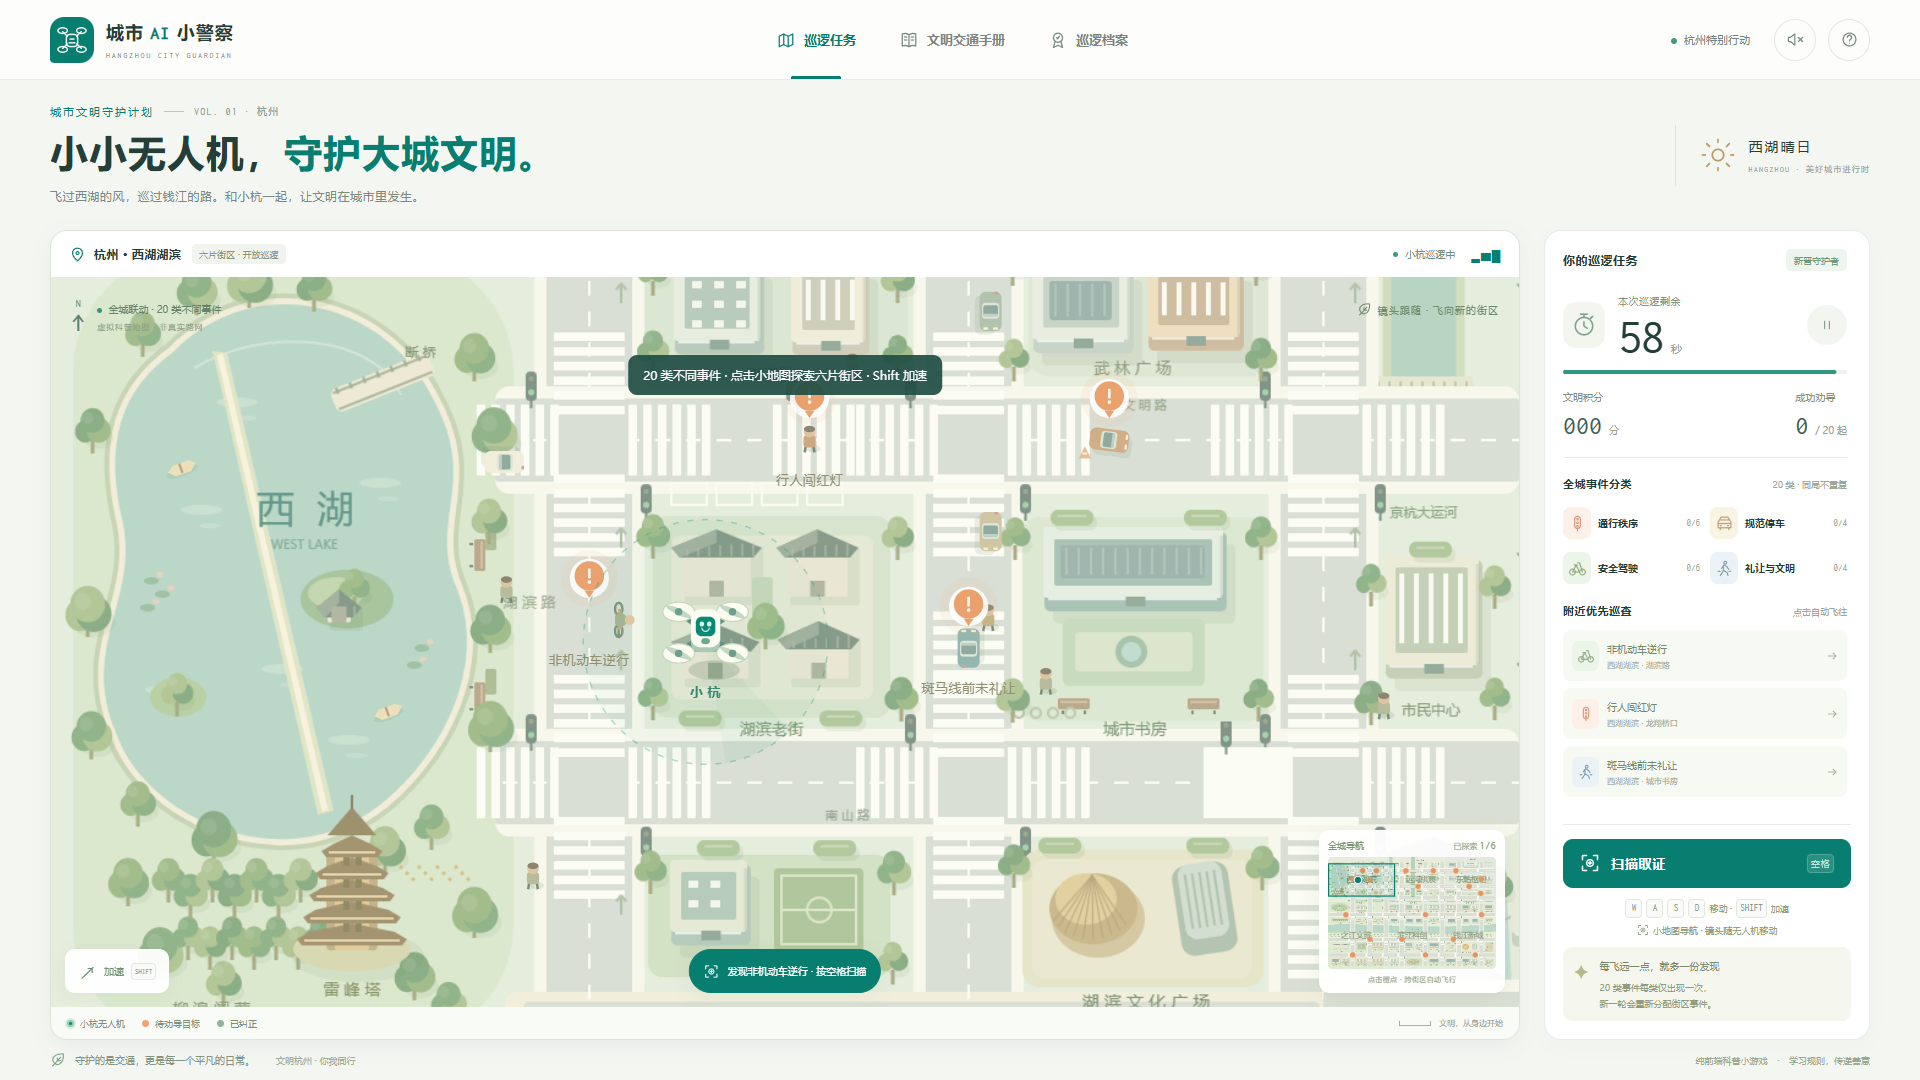 城市 AI 小警察
HANGZHOU CITY GUARDIAN
巡逻任务
文明交通手册
巡逻档案
杭州特别行动
城市文明守护计划 —— VOL. 01 · 杭州
小小无人机，守护大城文明。
飞过西湖的风，巡过钱江的路。和小杭一起，让文明在城市里发生。
西湖晴日
HANGZHOU · 美好城市进行时
杭州·西湖湖滨
六片街区 · 开放巡逻
小杭巡逻中
N
全城联动 · 20 类不同事件
镜头跟随 · 飞向新的街区
断桥
20 类不同事件 · 点击小地图探索六片街区 · Shift 加速
武林广场
文明路
行人闯红灯
西湖
WEST LAKE
京杭大运河
湖滨路
非机动车逆行
小杭
斑马线前未礼让
湖滨老街
城市书房
市民中心
南山路
雷峰塔
湖滨文化广场
加速 SHIFT
发现非机动车逆行 · 按空格扫描
全城导航
已探索 1/6
点击橙点 · 跨街区自动飞行
小杭无人机
待劝导目标
已纠正
文明，从身边开始
你的巡逻任务
新晋守护者
本次巡逻剩余
58 秒
文明积分
000 分
成功劝导
0 / 20 起
全城事件分类
20 类 · 同局不重复
通行秩序 0/6
规范停车 0/4
安全驾驶 0/6
礼让与文明 0/4
附近优先巡查
点击自动飞往
非机动车逆行
西湖湖滨 · 湖滨路
行人闯红灯
西湖湖滨 · 龙翔桥口
斑马线前未礼让
西湖湖滨 · 城市书房
扫描取证 空格
W A S D 移动 · SHIFT 加速
小地图导航 · 镜头随无人机移动
每飞远一点，就多一份发现
20 类事件每类仅出现一次，
新一轮会重新分配街区事件。
守护的是交通，更是每一个平凡的日常。
文明杭州 · 你我同行
纯前端科普小游戏 · 学习规则，传递善意